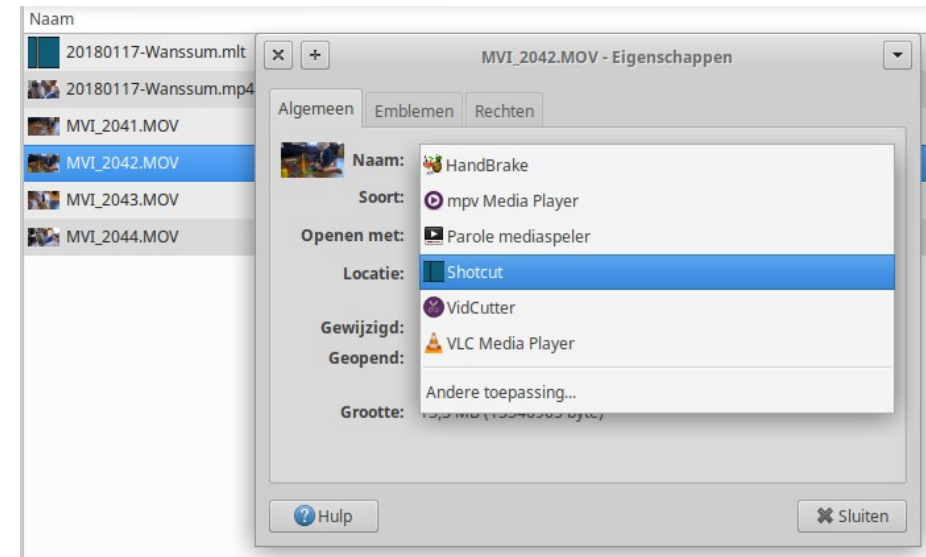 Naam
20180117-Wanssum.mlt
20180117-Wanssum.mp4
MVI_2041.MOV
MVI_2042.MOV
MVI_2043.MOV
MVI_2044.MOV
MVI_2042.MOV - Eigenschappen
Algemeen Emblemen Rechten
Naam:
Soort:
Openen met:
Locatie:
Gewijzigd:
Geopend:
Grootte:
HandBrake
mpv Media Player
Parole mediaspeler
Shotcut
VidCutter
VLC Media Player
Andere toepassing...
Hulp
Sluiten